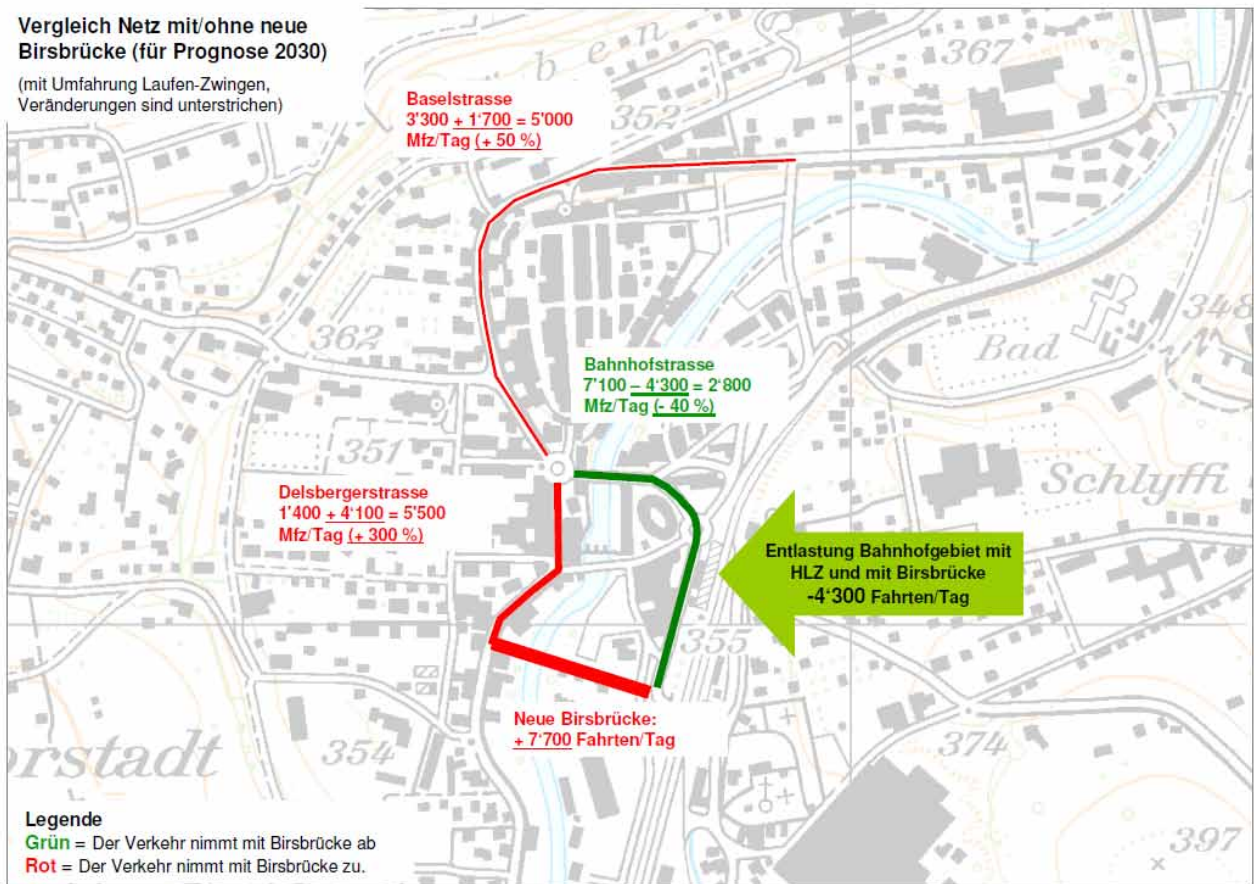 Vergleich Netz mit/ohne neue
Birsbrücke (für Prognose 2030)
(mit Umfahrung Laufen-Zwingen,
Veränderungen sind unterstrichen)
b e n
367
Baselstrasse
3'300 + 1'700 = 5'000
Mfz/Tag (+ 50 %)
352
362
348
Bad
Bahnhofstrasse
7'100 – 4'300 = 2'800
Mfz/Tag (- 40 %)
351
Schlyffi
Delsbergerstrasse
1'400 + 4'100 = 5'500
Mfz/Tag (+ 300 %)
Entlastung Bahnhofgebiet mit
HLZ und mit Birsbrücke
-4'300 Fahrten/Tag
355
Neue Birsbrücke:
+ 7'700 Fahrten/Tag
orstadt
354
374
397
Legende
Grün = Der Verkehr nimmt mit Birsbrücke ab
Rot = Der Verkehr nimmt mit Birsbrücke zu.